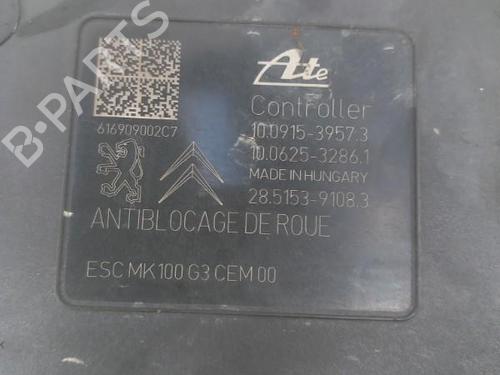 B-PARTS
Ate
Controller
616909002C7
10.0915-3957.3
10.0625-3286.1
MADE IN HUNGARY
28.5153-9108.3
ANTIBLOCAGE DE ROUE
ESC MK100 G3 CEM 00